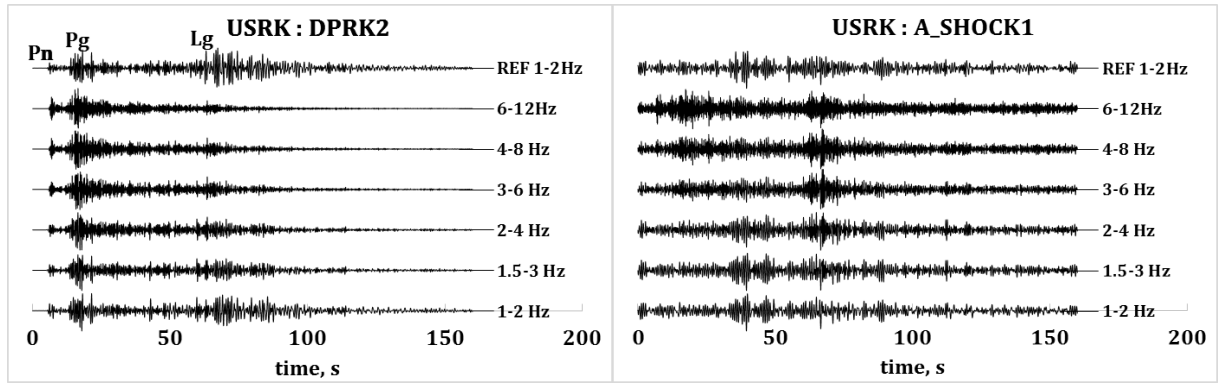 USRK : DPRK2
Pn Pg Lg
REF 1-2Hz
6-12Hz
4-8 Hz
3-6 Hz
2-4 Hz
1.5-3 Hz
1-2 Hz
0 50 100 150 200
time, s
USRK : A_SHOCK1
REF 1-2Hz
6-12Hz
4-8 Hz
3-6 Hz
2-4 Hz
1.5-3 Hz
1-2 Hz
0 50 100 150 200
time, s